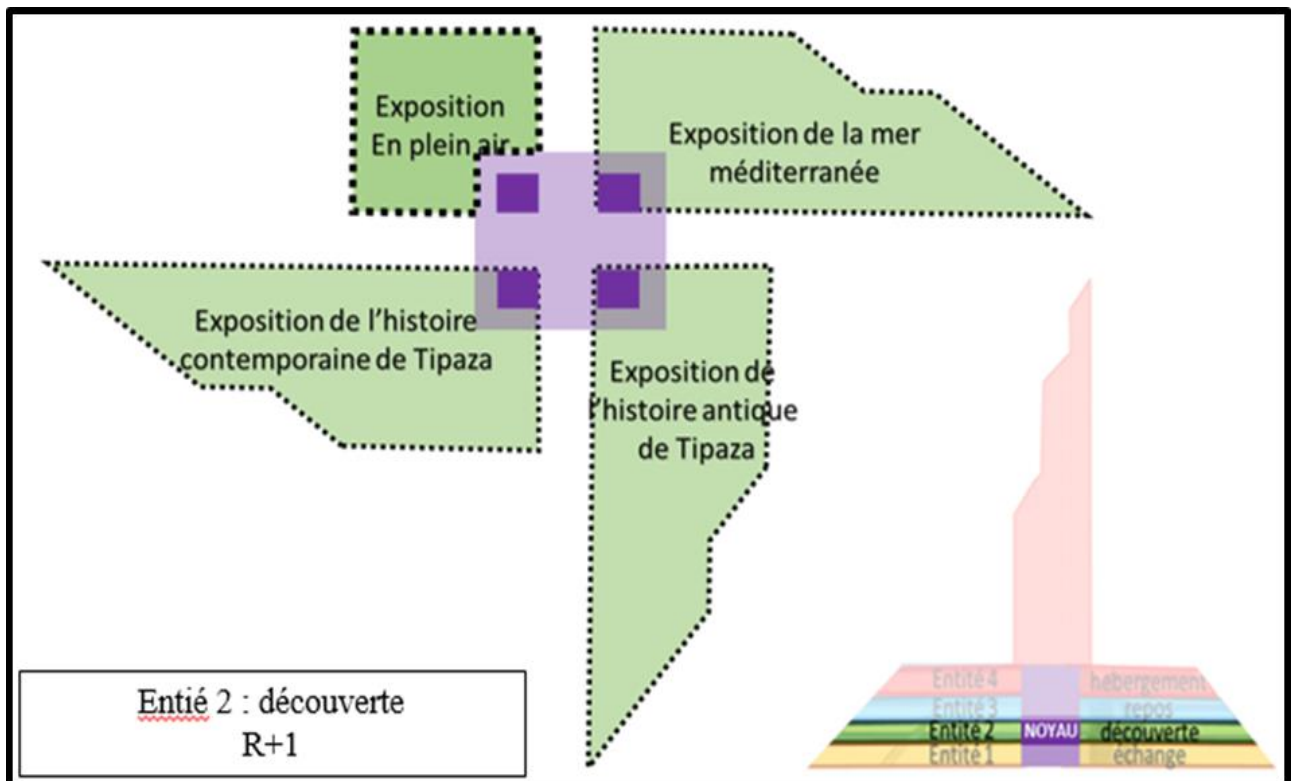 Exposition
En plein air
Exposition de la mer
méditerranée
Exposition de l'histoire
contemporaine de Tipaza
Exposition de
l'histoire antique
de Tipaza
Entié 2 : découverte
R+1
Entité 4 hébergement
Entité 3 repos
Entité 2 NOYAU découverte
Entité 1 échange